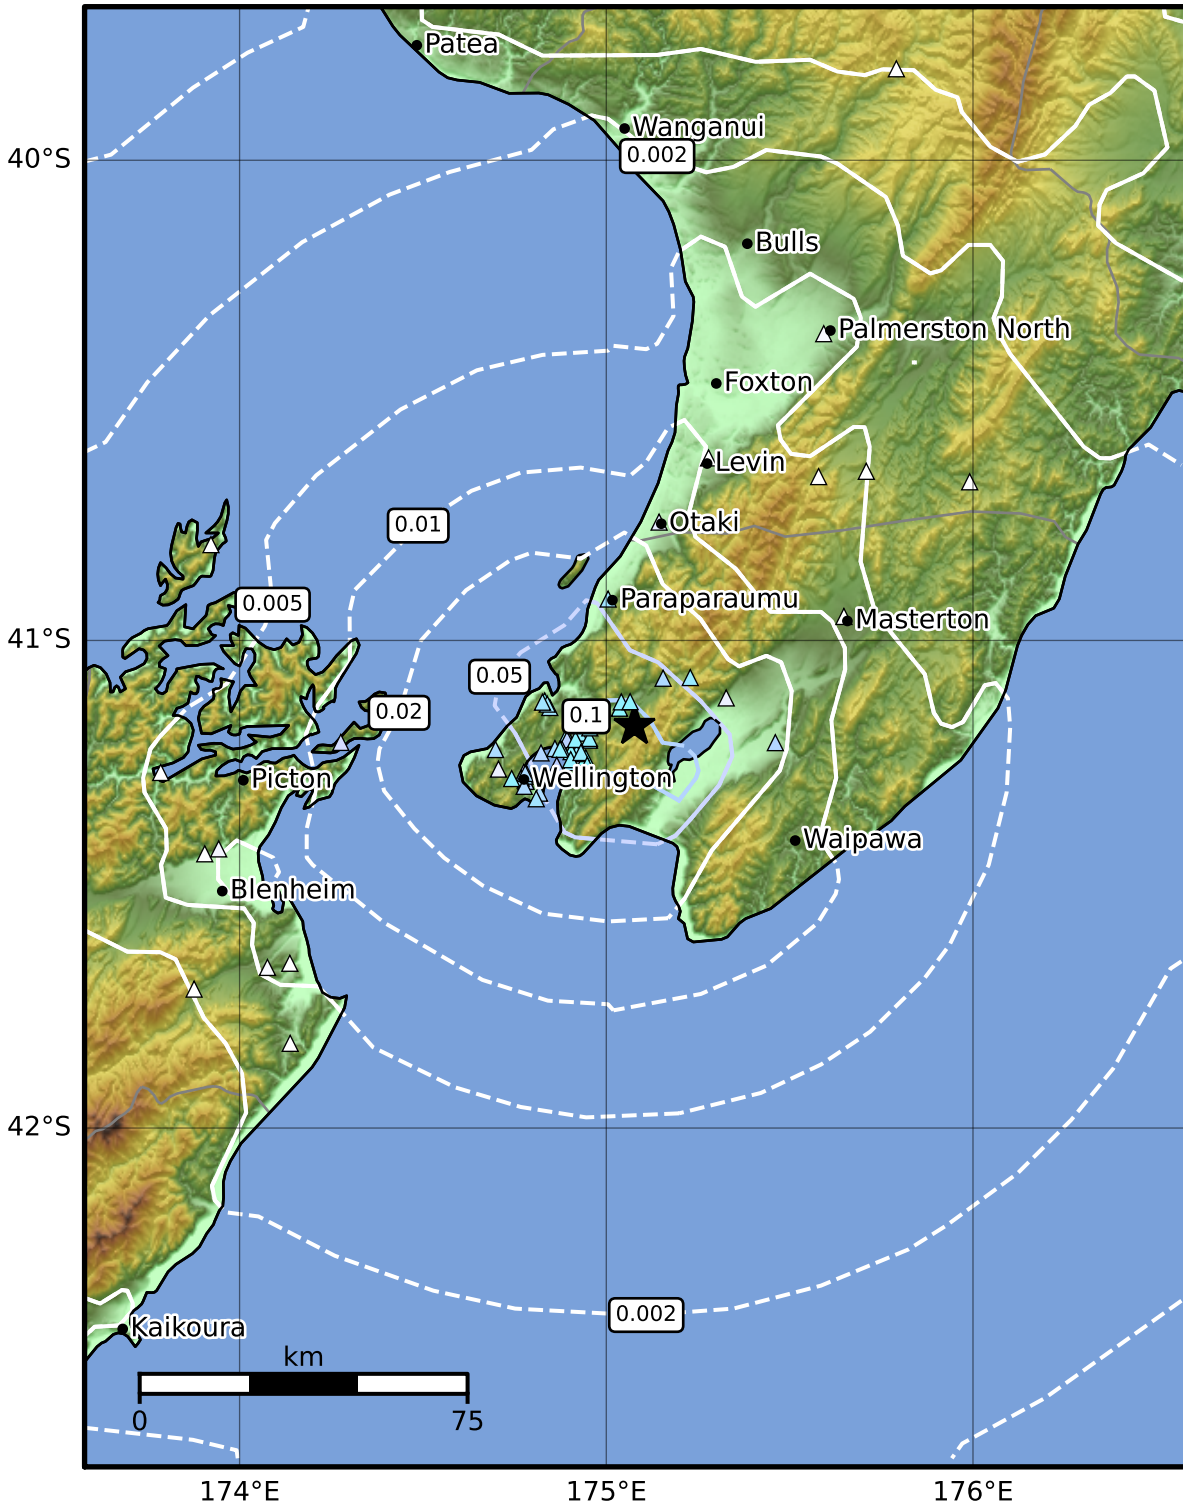 Patea
Wanganui
40°S
0.002
Bulls
Palmerston North
Foxton
Levin
0.01
Otaki
0.005
Paraparaumu
Masterton
41°S
0.05
0.02
0.1
Picton
Wellington
Waipawa
Blenheim
42°S
0.002
Kaikoura
km
0
75
174°E
175°E
176°E